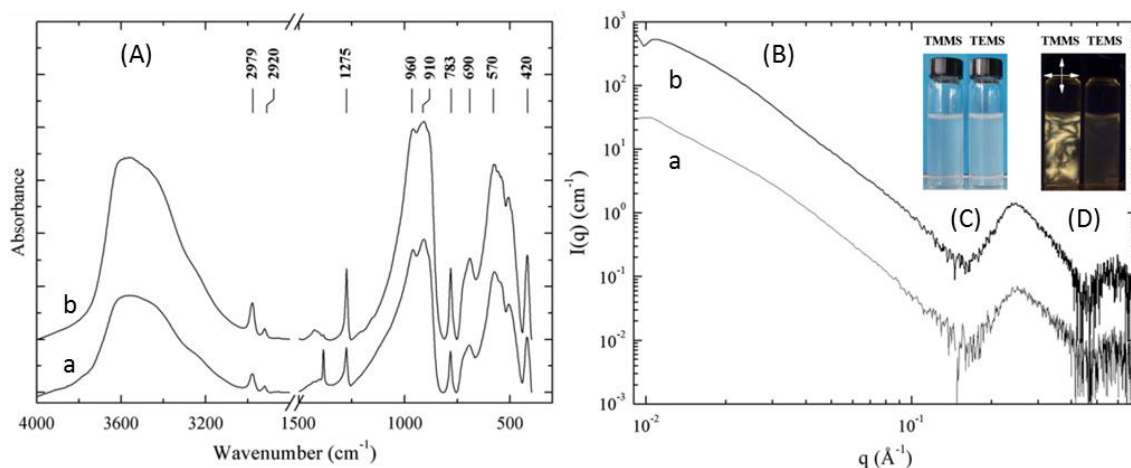 (A)
2979
2920
1275
960
910
783
690
570
420
Absorbance
b
a
4000
3600
3200
1500
1000
500
Wavenumber (cm⁻¹)
(B)
TMMS TEMS
TMMS TEMS
(C)
(D)
b
a
I(q) (cm⁻¹)
10³
10²
10¹
10⁰
10⁻¹
10⁻²
10⁻³
10⁻²
10⁻¹
q (Å⁻¹)